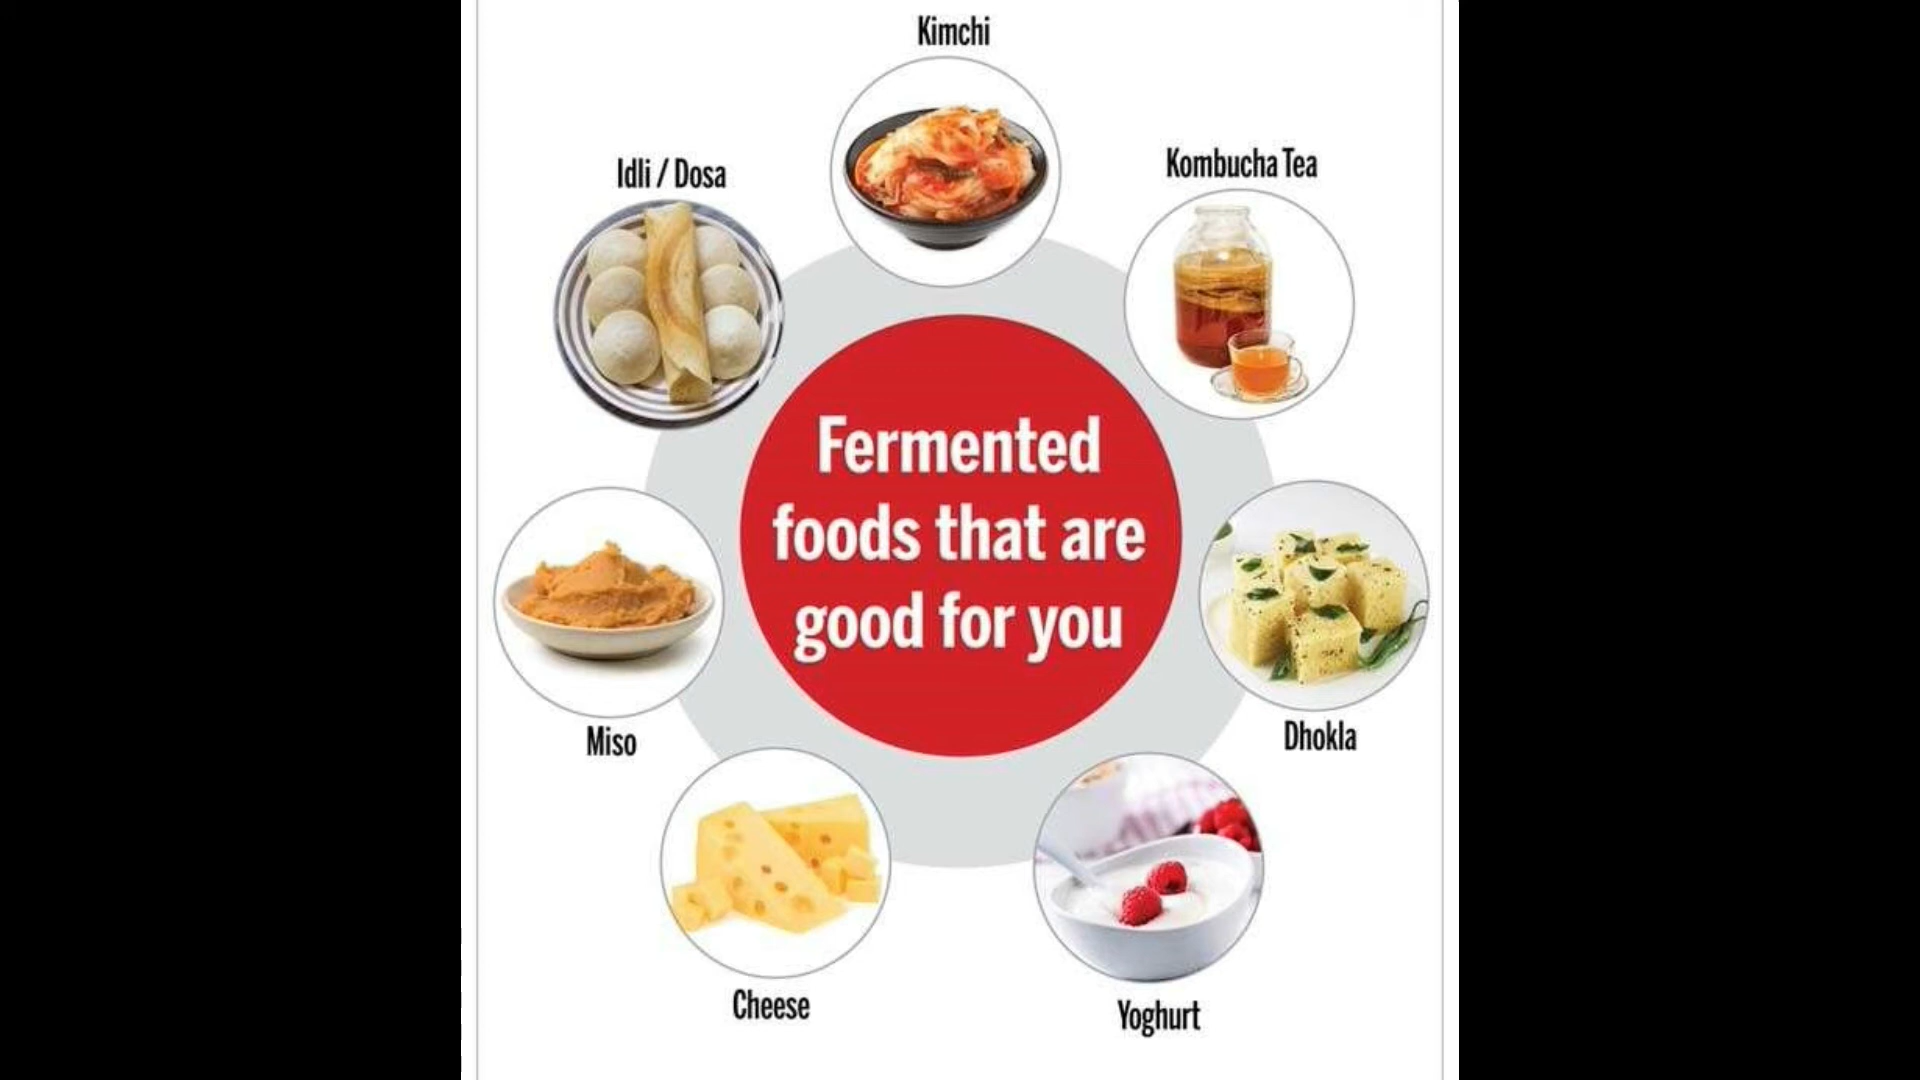 Kimchi
Kombucha Tea
Idli / Dosa
Fermented
foods that are
good for you
Miso
Dhokla
Cheese
Yoghurt